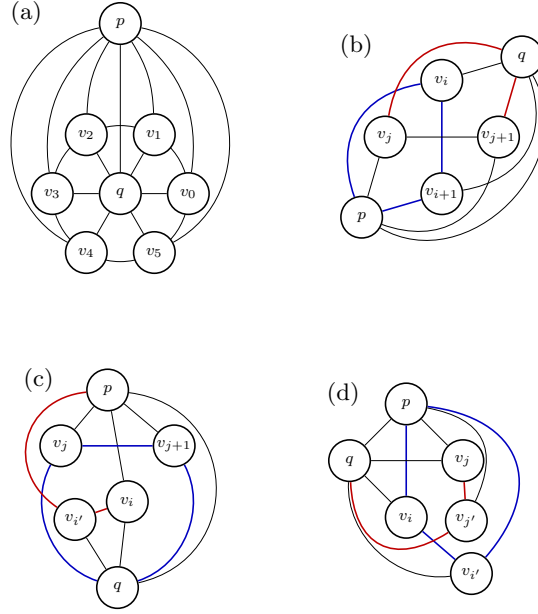 (a)
p
v₂ v₁
v₃ q v₀
v₄ v₅
(b)
q
vᵢ
vⱼ vⱼ₊₁
vᵢ₊₁
p
(c)
p
vⱼ vⱼ₊₁
vᵢ
vᵢ′
q
(d)
p
q vⱼ
vᵢ vⱼ′
vᵢ′